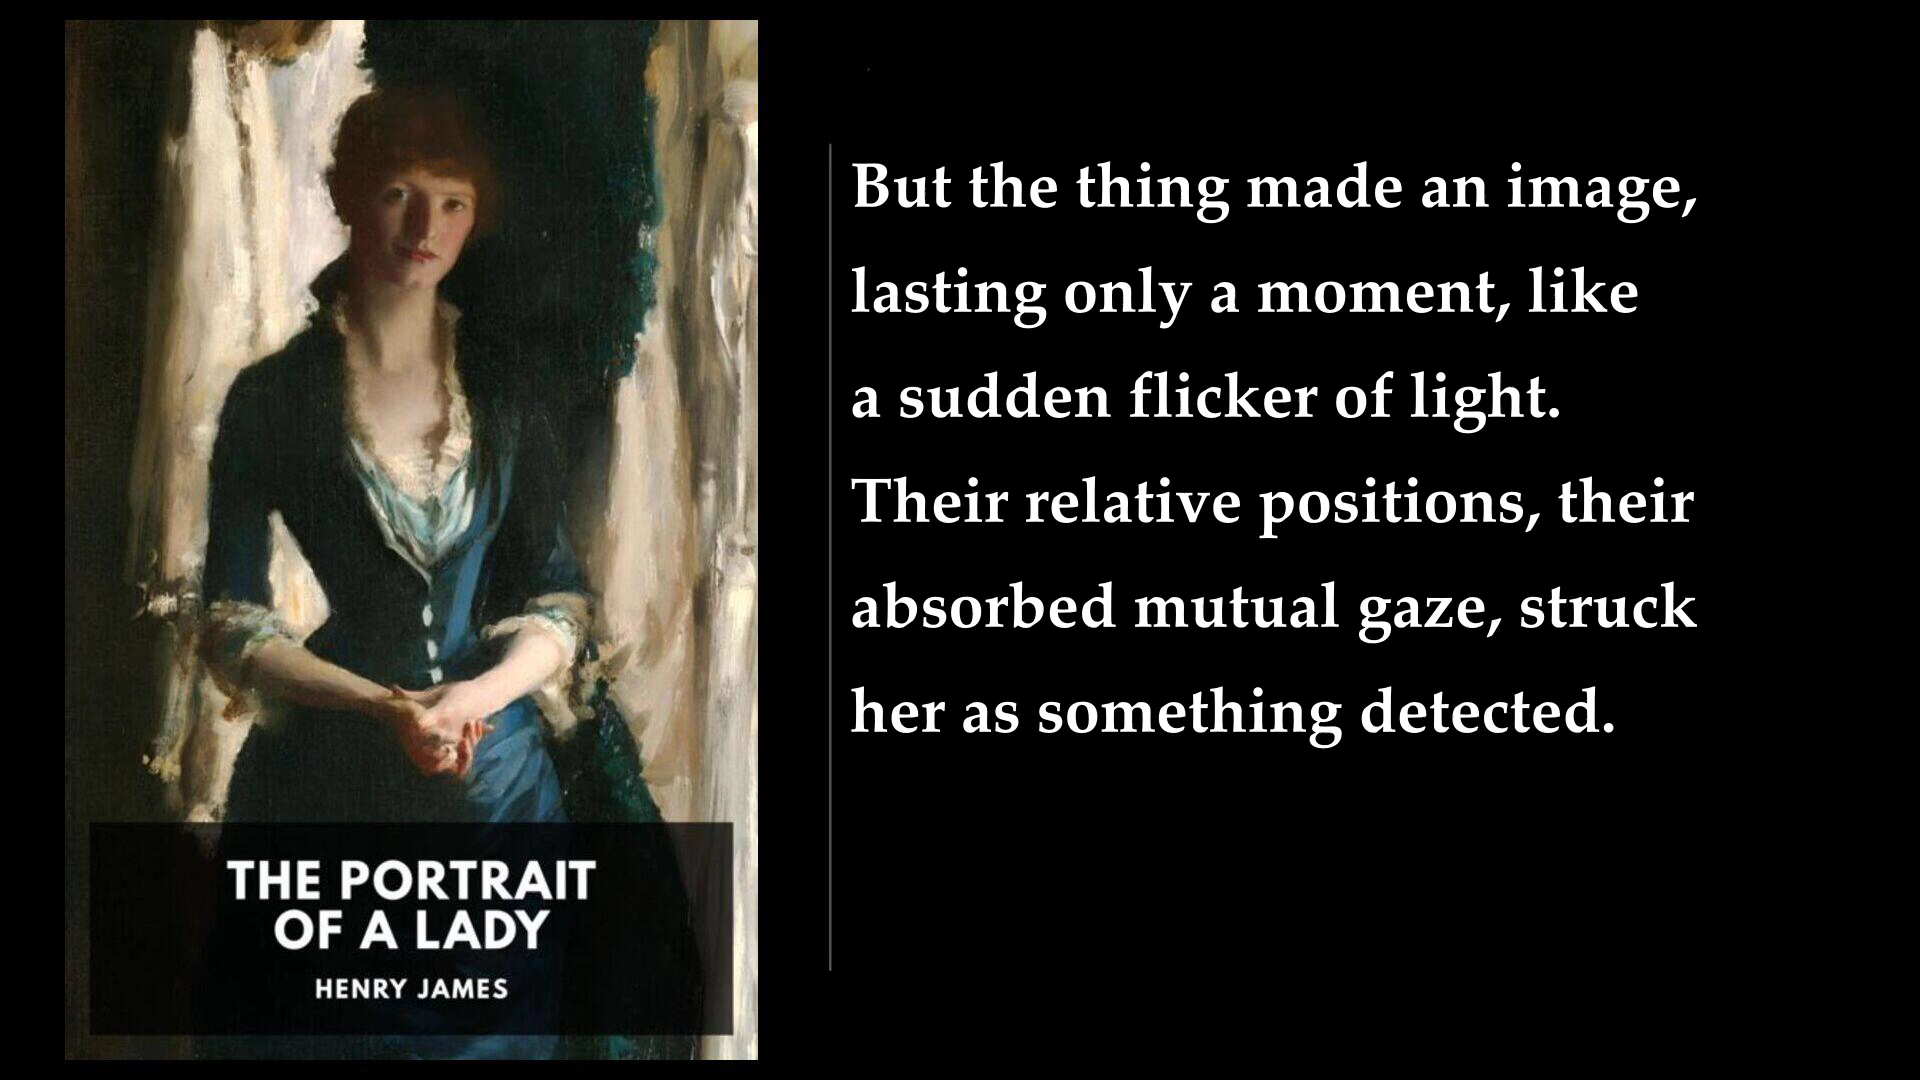 But the thing made an image,
lasting only a moment, like
a sudden flicker of light.
Their relative positions, their
absorbed mutual gaze, struck
her as something detected.
THE PORTRAIT
OF A LADY
HENRY JAMES